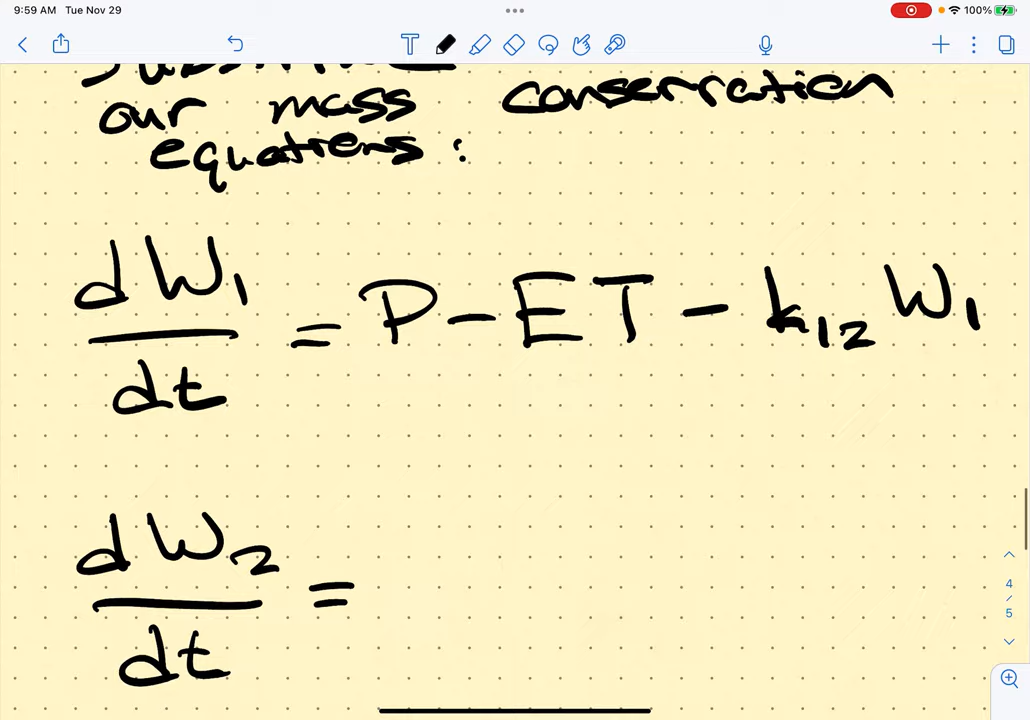 9:59 AM Tue Nov 29
100%
T
our mass conservation
equations:
dW₁/dt = P - ET - k₁₂ W₁
dW₂/dt =
4
/
5